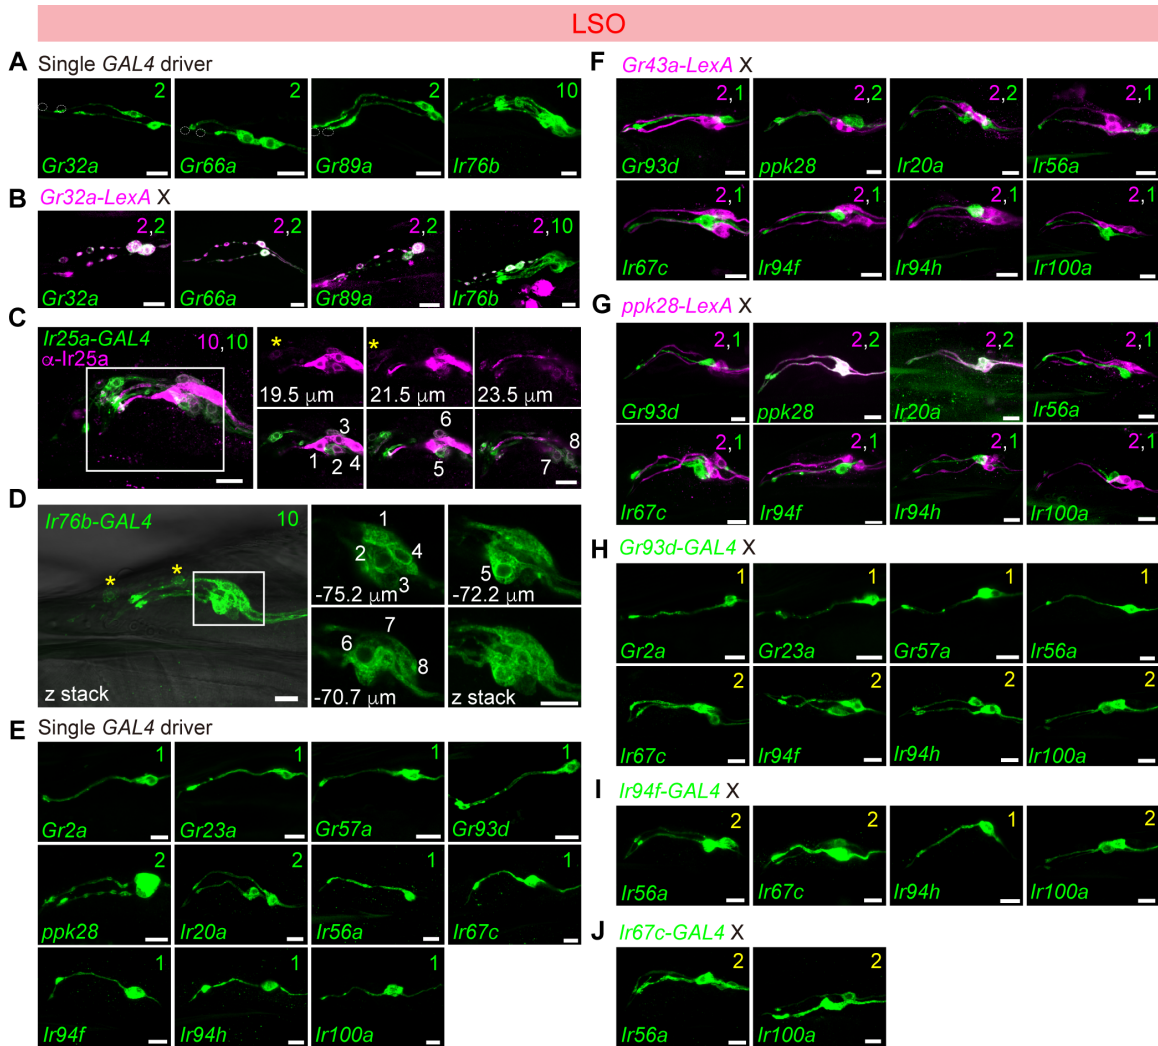 LSO
A Single GAL4 driver
2 2 2 10
Gr32a Gr66a Gr89a Ir76b
B Gr32a-LexA X
2,2 2,2 2,2 2,10
Gr32a Gr66a Gr89a Ir76b
C Ir25a-GAL4 10,10
α-Ir25a
* *
19.5 μm 21.5 μm 23.5 μm
3 6 8
1 2 4 5 7
D Ir76b-GAL4 10
* *
z stack
1
2 4
3
-75.2 μm
5
-72.2 μm
7
6 8
-70.7 μm
z stack
E Single GAL4 driver
1 1 1 1
Gr2a Gr23a Gr57a Gr93d
2 2 1 1
ppk28 Ir20a Ir56a Ir67c
1 1 1
Ir94f Ir94h Ir100a
F Gr43a-LexA X
2,1 2,2 2,2 2,1
Gr93d ppk28 Ir20a Ir56a
2,1 2,1 2,1 2,1
Ir67c Ir94f Ir94h Ir100a
G ppk28-LexA X
2,1 2,2 2,2 2,1
Gr93d ppk28 Ir20a Ir56a
2,1 2,1 2,1 2,1
Ir67c Ir94f Ir94h Ir100a
H Gr93d-GAL4 X
1 1 1 1
Gr2a Gr23a Gr57a Ir56a
2 2 2 2
Ir67c Ir94f Ir94h Ir100a
I Ir94f-GAL4 X
2 2 1 2
Ir56a Ir67c Ir94h Ir100a
J Ir67c-GAL4 X
2 2
Ir56a Ir100a